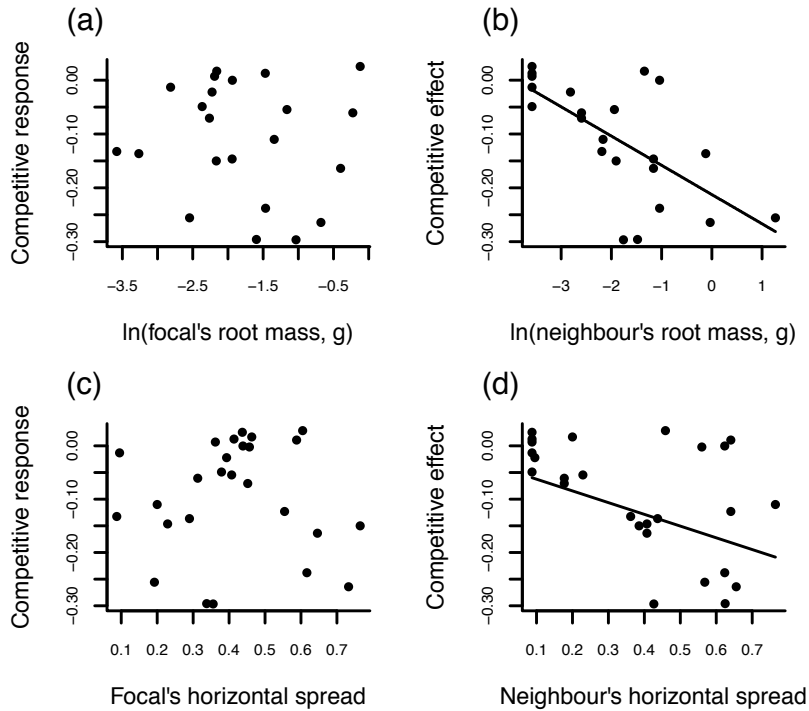 (a)
Competitive response
0.00
−0.10
−0.20
−0.30
−3.5 −2.5 −1.5 −0.5
ln(focal's root mass, g)
(b)
Competitive effect
0.00
−0.10
−0.20
−0.30
−3 −2 −1 0 1
ln(neighbour's root mass, g)
(c)
Competitive response
0.00
−0.10
−0.20
−0.30
0.1 0.2 0.3 0.4 0.5 0.6 0.7
Focal's horizontal spread
(d)
Competitive effect
0.00
−0.10
−0.20
−0.30
0.1 0.2 0.3 0.4 0.5 0.6 0.7
Neighbour's horizontal spread